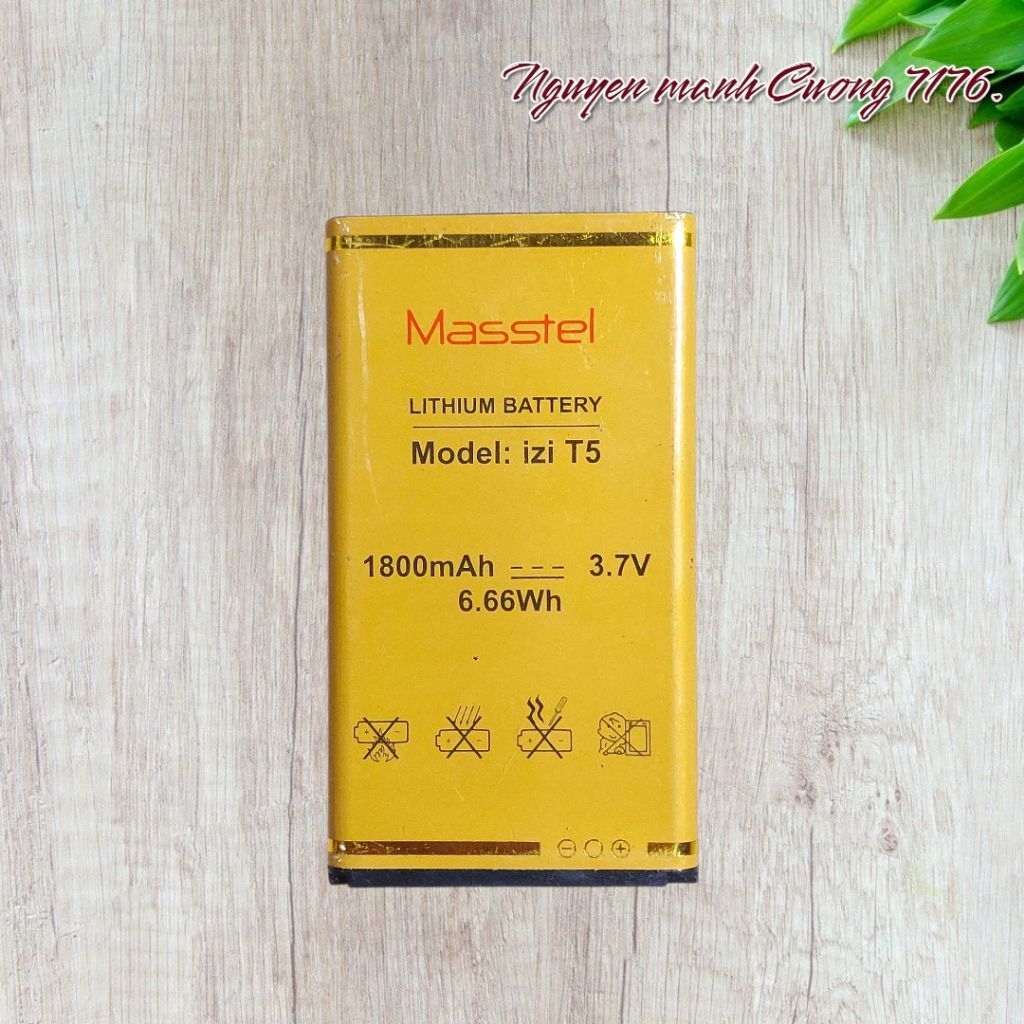 Nguyen manh Cuong 7176.
Masstel
LITHIUM BATTERY
Model: izi T5
1800mAh 3.7V
6.66Wh